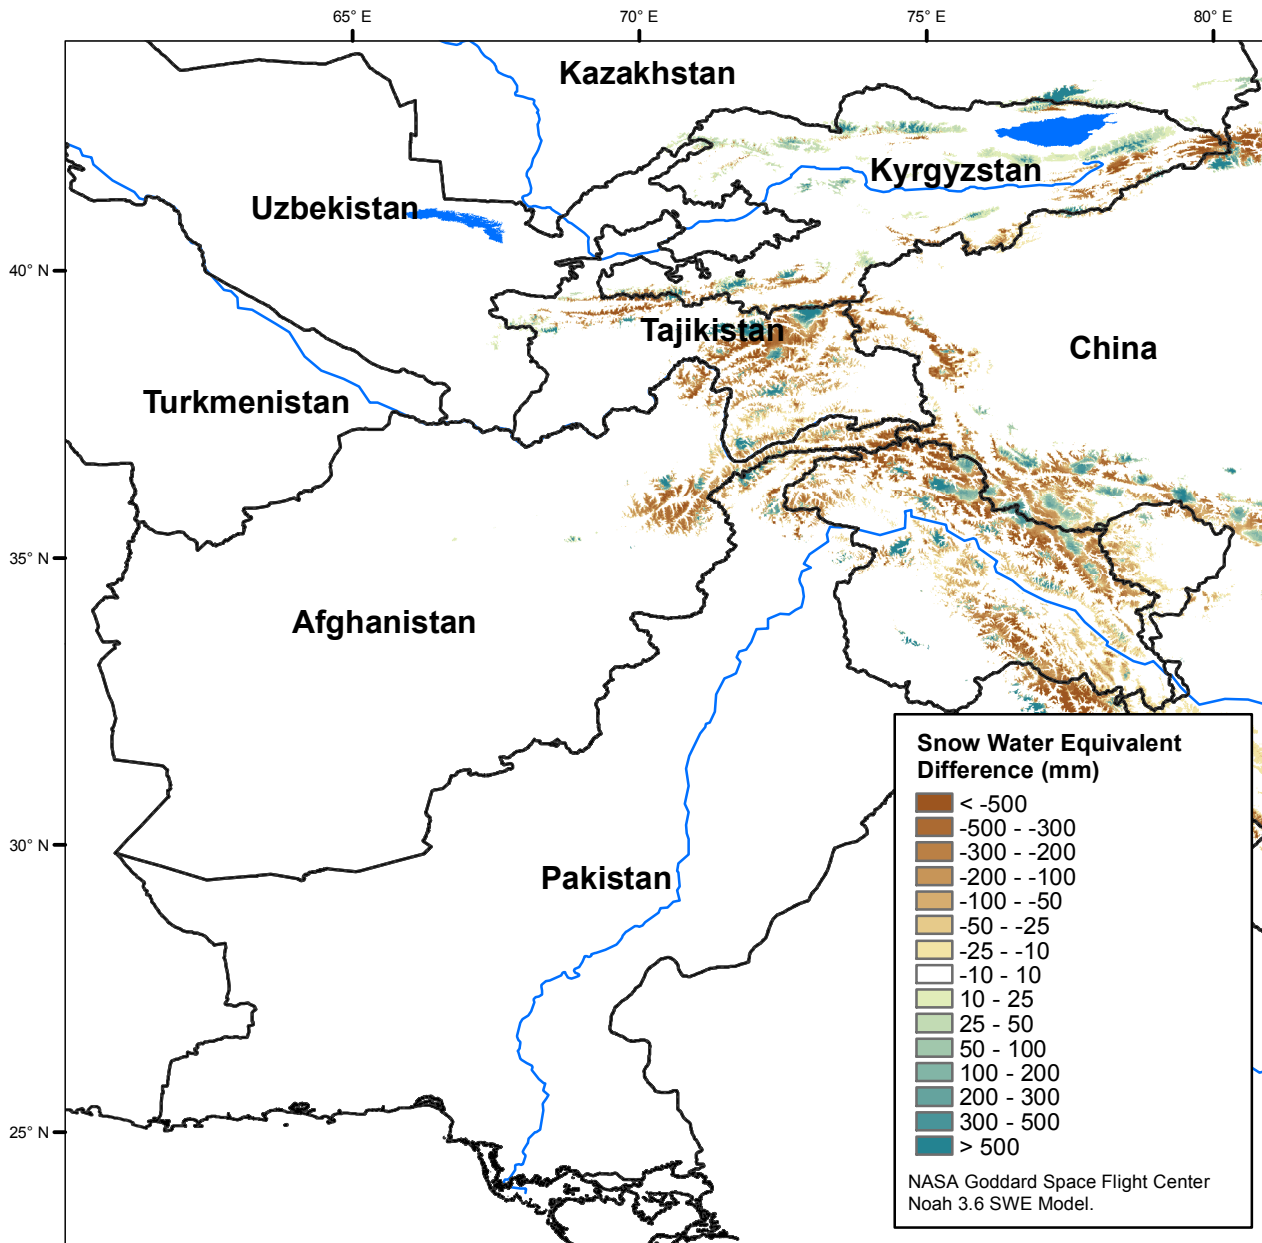 65° E
70° E
75° E
80° E
Kazakhstan
Kyrgyzstan
Uzbekistan
40° N
Tajikistan
China
Turkmenistan
35° N
Afghanistan
30° N
Pakistan
25° N
Snow Water Equivalent
Difference (mm)
< -500
-500 - -300
-300 - -200
-200 - -100
-100 - -50
-50 - -25
-25 - -10
-10 - 10
10 - 25
25 - 50
50 - 100
100 - 200
200 - 300
300 - 500
> 500
NASA Goddard Space Flight Center
Noah 3.6 SWE Model.